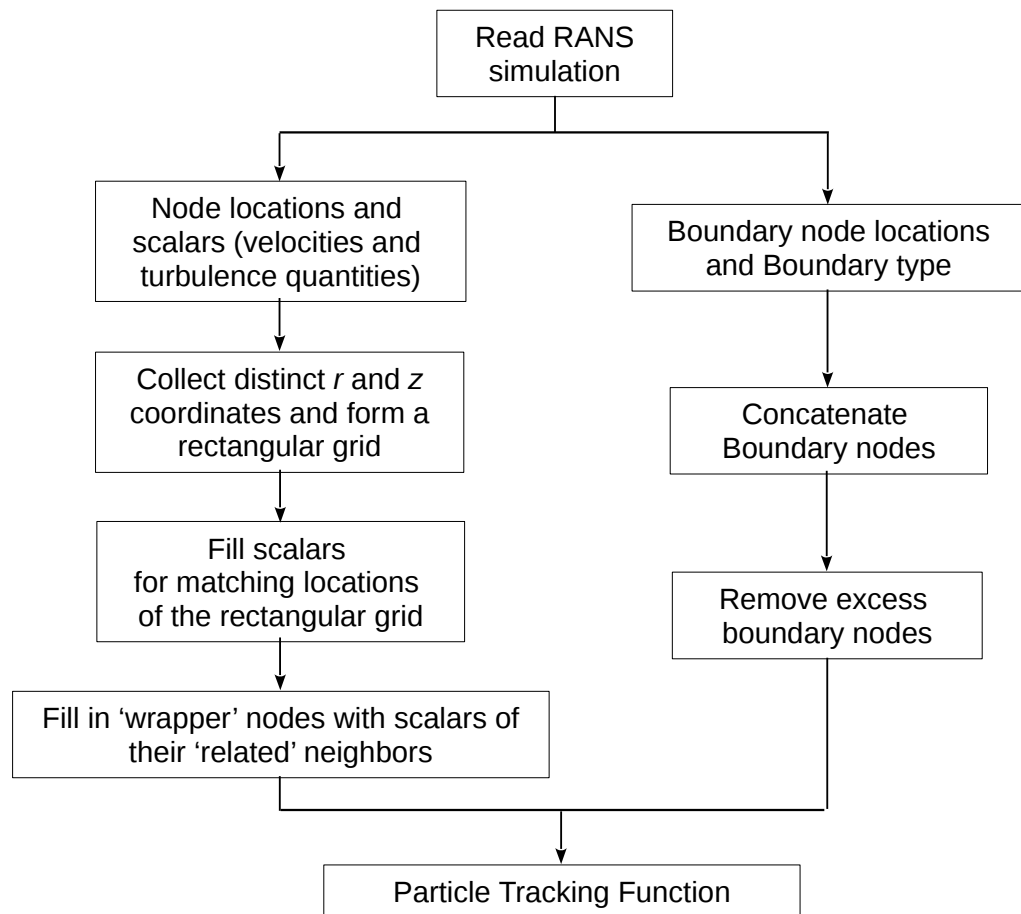 Read RANS
simulation
Node locations and
scalars (velocities and
turbulence quantities)
Collect distinct r and z
coordinates and form a
rectangular grid
Fill scalars
for matching locations
of the rectangular grid
Fill in ‘wrapper’ nodes with scalars of
their ‘related’ neighbors
Boundary node locations
and Boundary type
Concatenate
Boundary nodes
Remove excess
boundary nodes
Particle Tracking Function